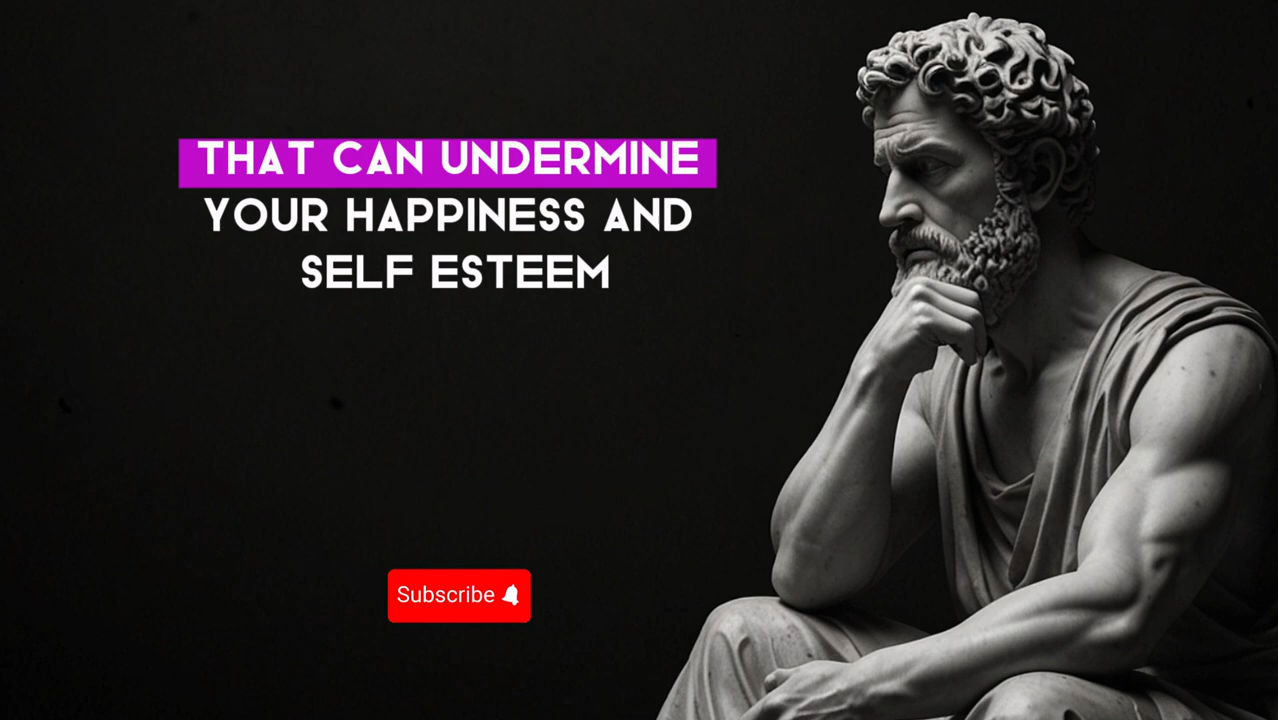 THAT CAN UNDERMINE
YOUR HAPPINESS AND
SELF ESTEEM
Subscribe